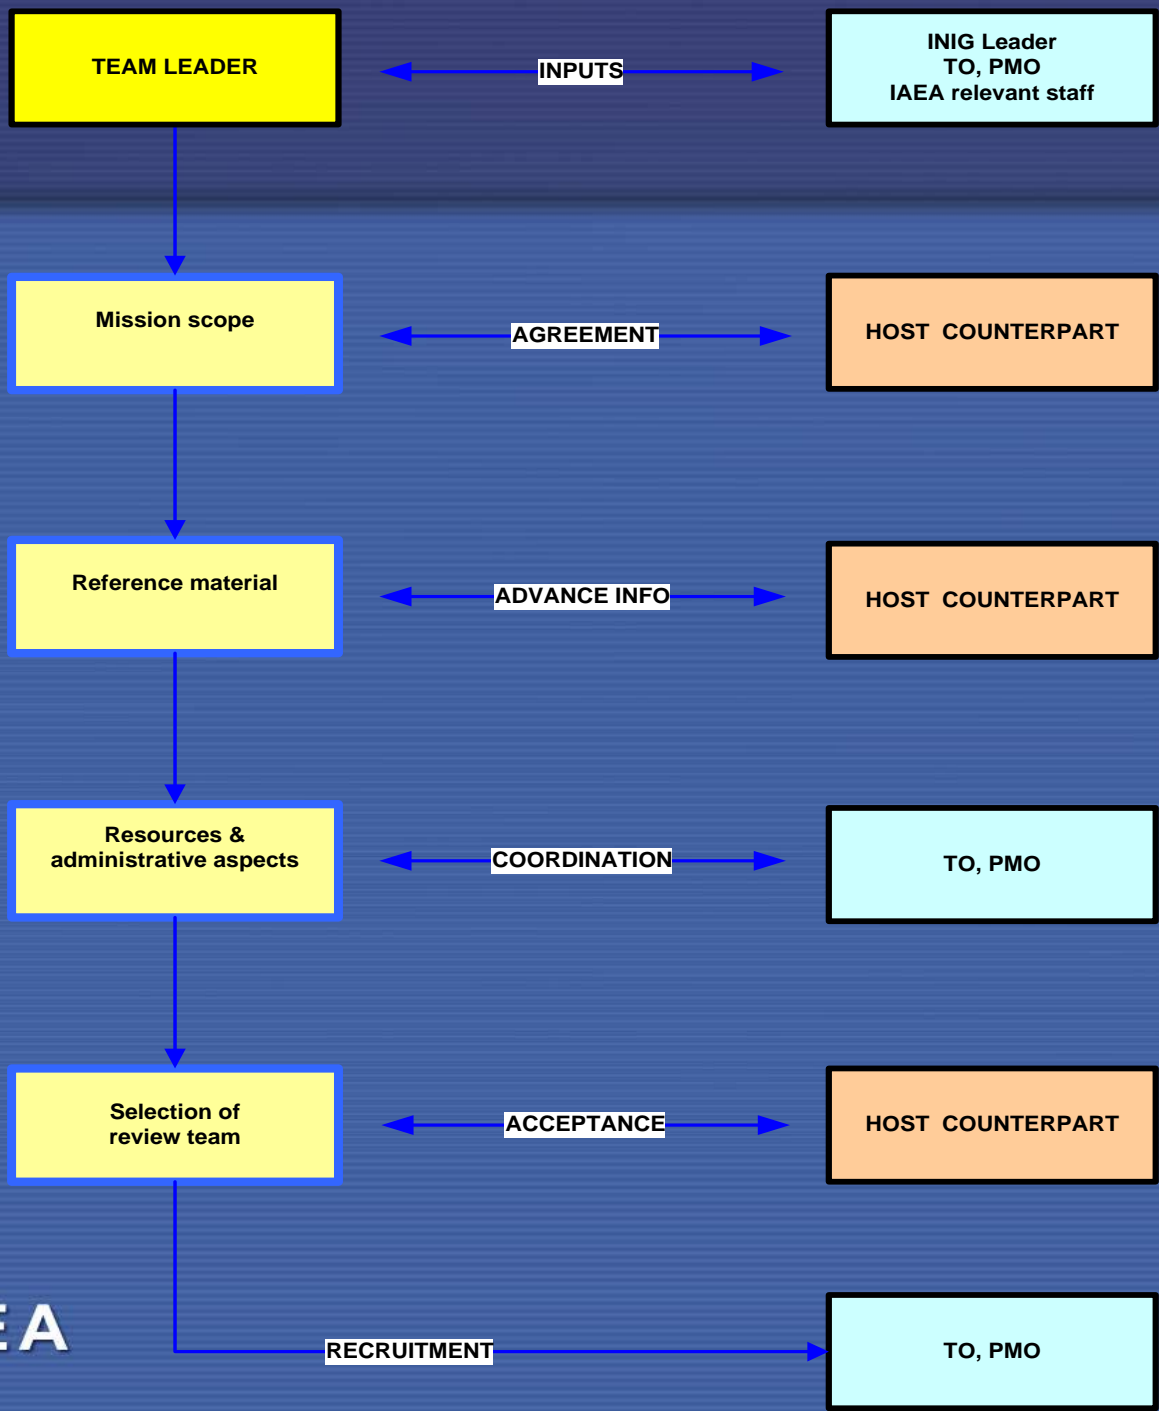 TEAM LEADER
INPUTS
INIG Leader
TO, PMO
IAEA relevant staff
Mission scope
AGREEMENT
HOST COUNTERPART
Reference material
ADVANCE INFO
HOST COUNTERPART
Resources &
administrative aspects
COORDINATION
TO, PMO
Selection of
review team
ACCEPTANCE
HOST COUNTERPART
EA
RECRUITMENT
TO, PMO